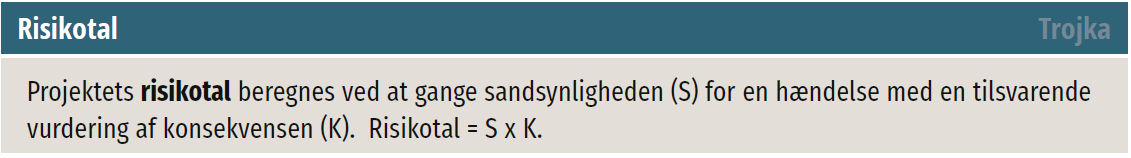 Risikotal
Trojka
Projektets risikotal beregnes ved at gange sandsynligheden (S) for en hændelse med en tilsvarende
vurdering af konsekvensen (K).  Risikotal = S x K.